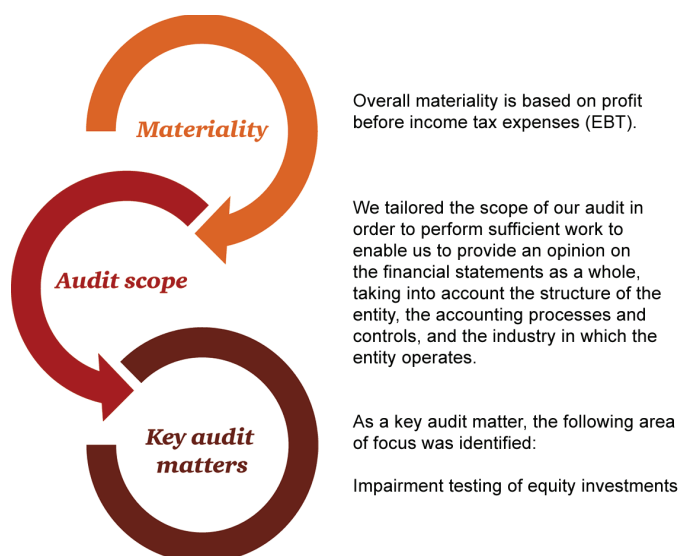 Materiality
Overall materiality is based on profit
before income tax expenses (EBT).
Audit scope
We tailored the scope of our audit in
order to perform sufficient work to
enable us to provide an opinion on
the financial statements as a whole,
taking into account the structure of the
entity, the accounting processes and
controls, and the industry in which the
entity operates.
Key audit
matters
As a key audit matter, the following area
of focus was identified:
Impairment testing of equity investments